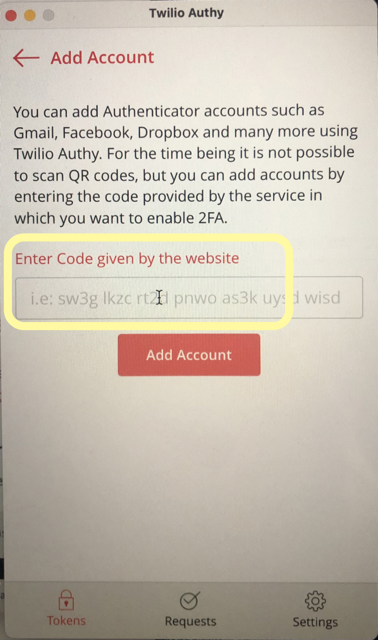 Twilio Authy
Add Account
You can add Authenticator accounts such as
Gmail, Facebook, Dropbox and many more using
Twilio Authy. For the time being it is not possible
to scan QR codes, but you can add accounts by
entering the code provided by the service in
which you want to enable 2FA.
Enter Code given by the website
i.e: sw3g lkzc rt2d pnwo as3k uysd wisd
Add Account
Tokens
Requests
Settings